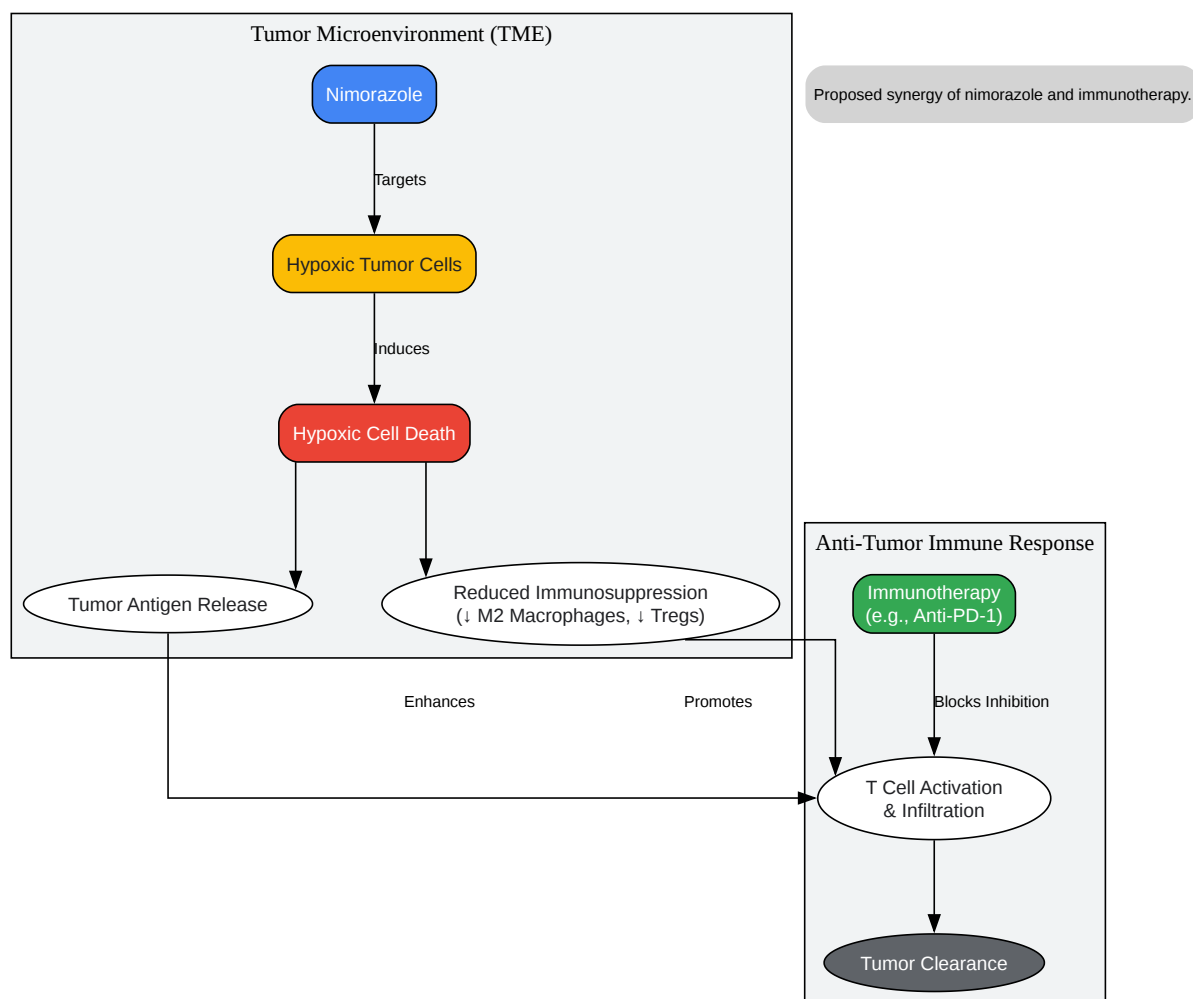 Tumor Microenvironment (TME)
Nimorazole
Proposed synergy of nimorazole and immunotherapy.
Targets
Hypoxic Tumor Cells
Induces
Hypoxic Cell Death
Tumor Antigen Release
Reduced Immunosuppression
(↓ M2 Macrophages, ↓ Tregs)
Anti-Tumor Immune Response
Immunotherapy
(e.g., Anti-PD-1)
Enhances
Promotes
Blocks Inhibition
T Cell Activation
& Infiltration
Tumor Clearance